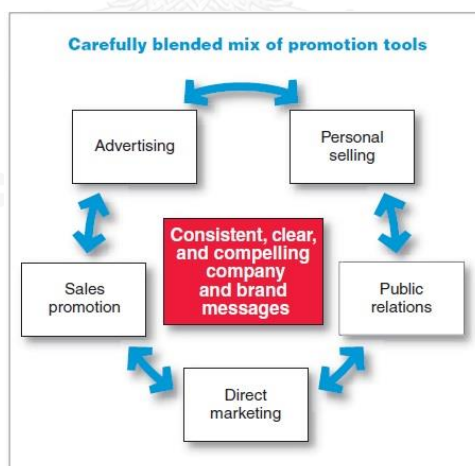 Carefully blended mix of promotion tools
Advertising
Personal
selling
Consistent, clear,
and compelling
company
and brand
messages
Sales
promotion
Public
relations
Direct
marketing